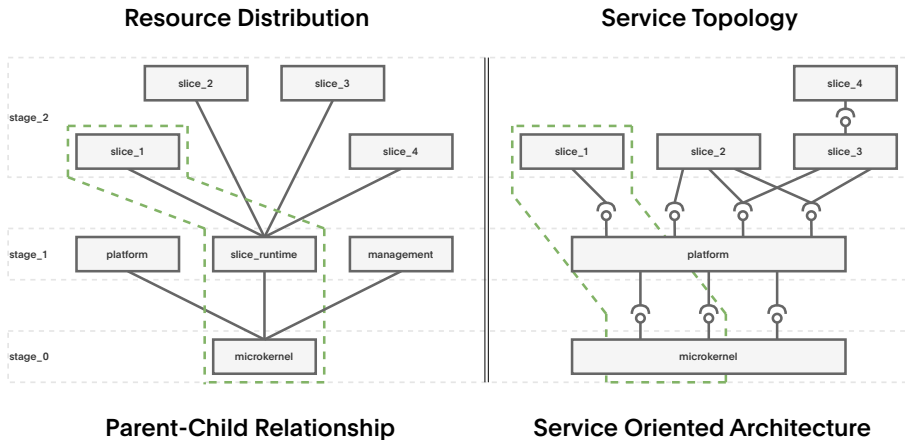 Resource Distribution
Service Topology
slice_2
slice_3
slice_4
stage_2
slice_1
slice_4
slice_1
slice_2
slice_3
stage_1
platform
slice_runtime
management
platform
stage_0
microkernel
microkernel
Parent-Child Relationship
Service Oriented Architecture